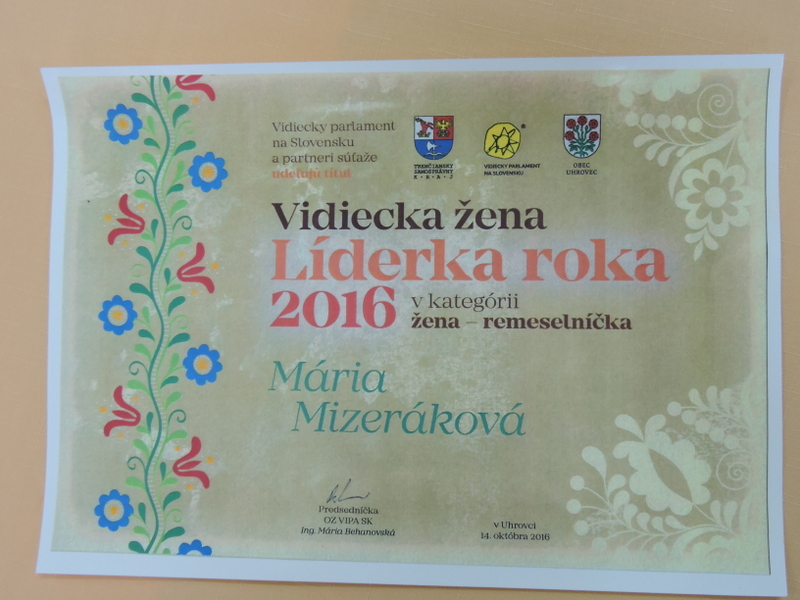 Vidiecky parlament
na Slovensku
a partneri súťaže
udeľujú titul
TRENČIANSKY
SAMOSPRÁVNY
KRAJ
VIDIECKY PARLAMENT
NA SLOVENSKU
®
OBEC
UHROVEC
Vidiecka žena
Líderka roka
2016 v kategórii
žena – remeselníčka
Mária
Mizeráková
Predsedníčka
OZ VIPA SK
Ing. Mária Behanovská
v Uhrovci
14. októbra 2016